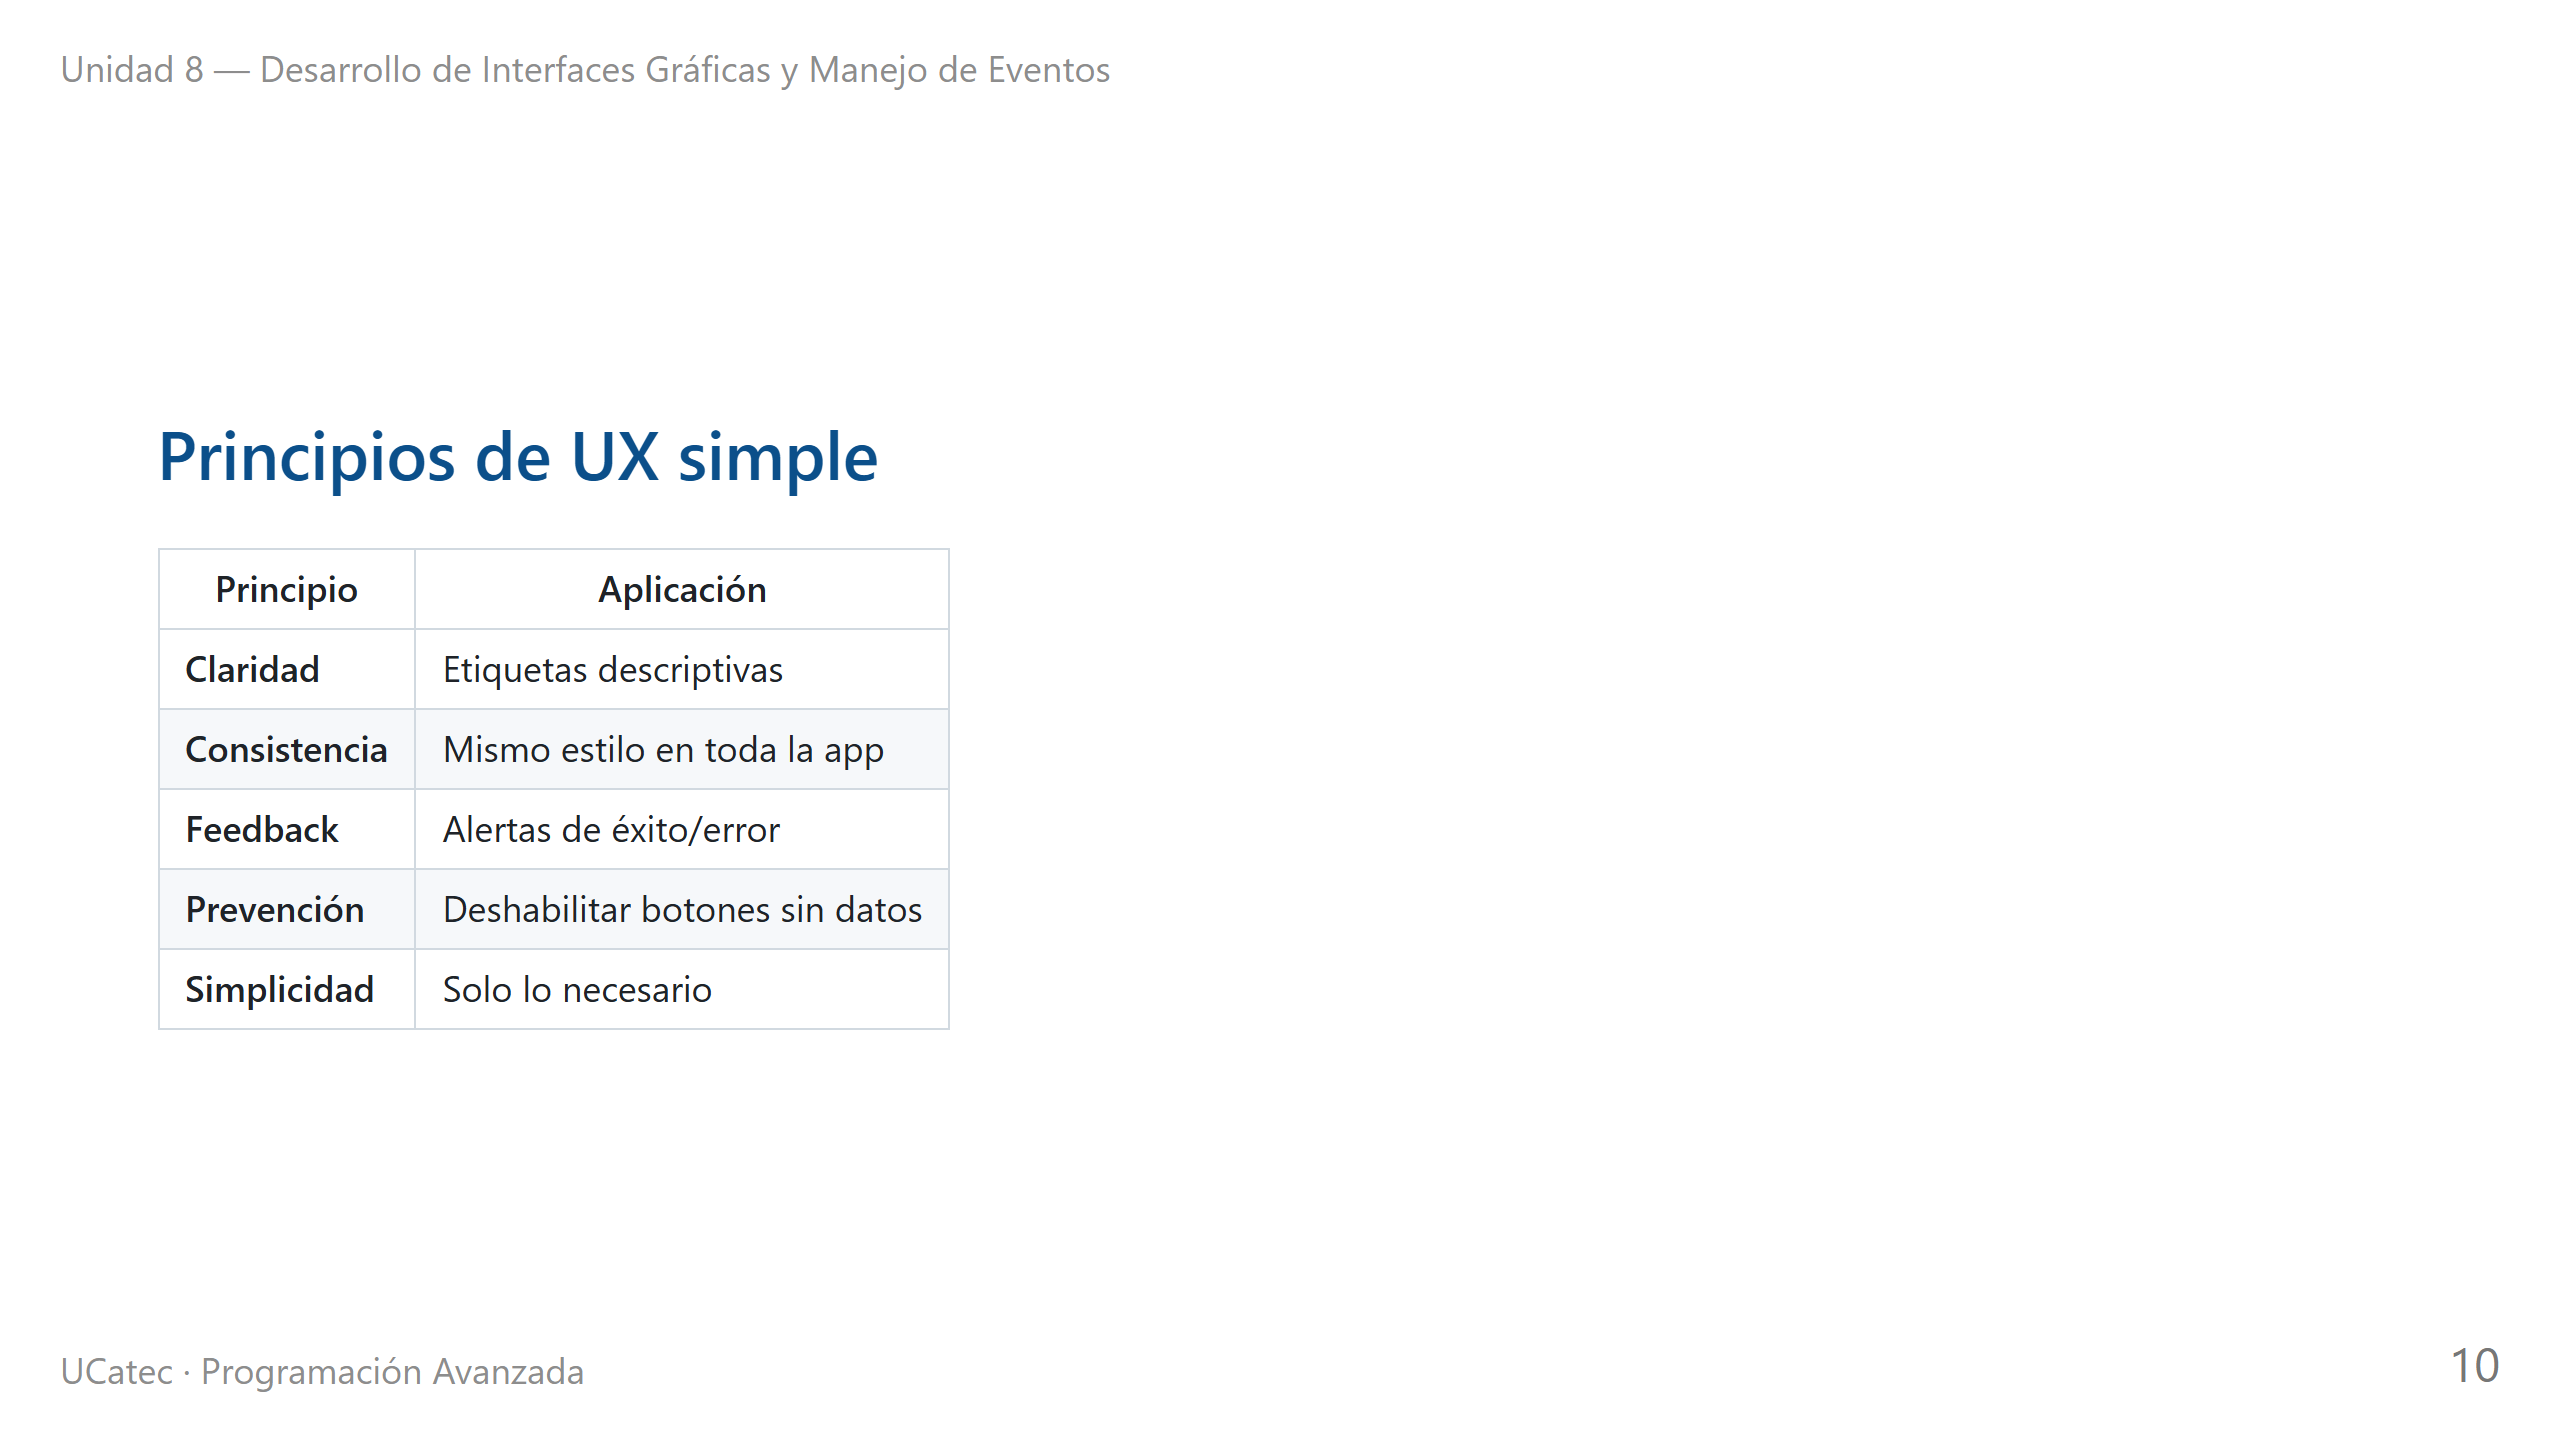 Unidad 8 — Desarrollo de Interfaces Gráficas y Manejo de Eventos
Principios de UX simple
Principio Aplicación
Claridad Etiquetas descriptivas
Consistencia Mismo estilo en toda la app
Feedback Alertas de éxito/error
Prevención Deshabilitar botones sin datos
Simplicidad Solo lo necesario
UCatec · Programación Avanzada
10